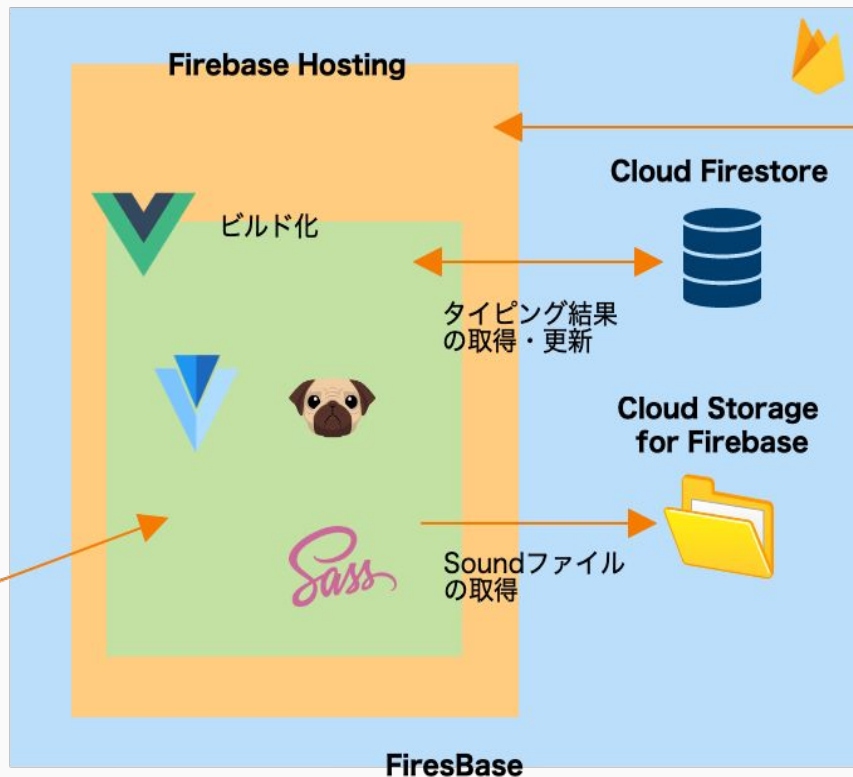 Firebase Hosting
Cloud Firestore
ビルド化
タイピング結果
の取得・更新
Cloud Storage
for Firebase
Sass
Soundファイル
の取得
FiresBase